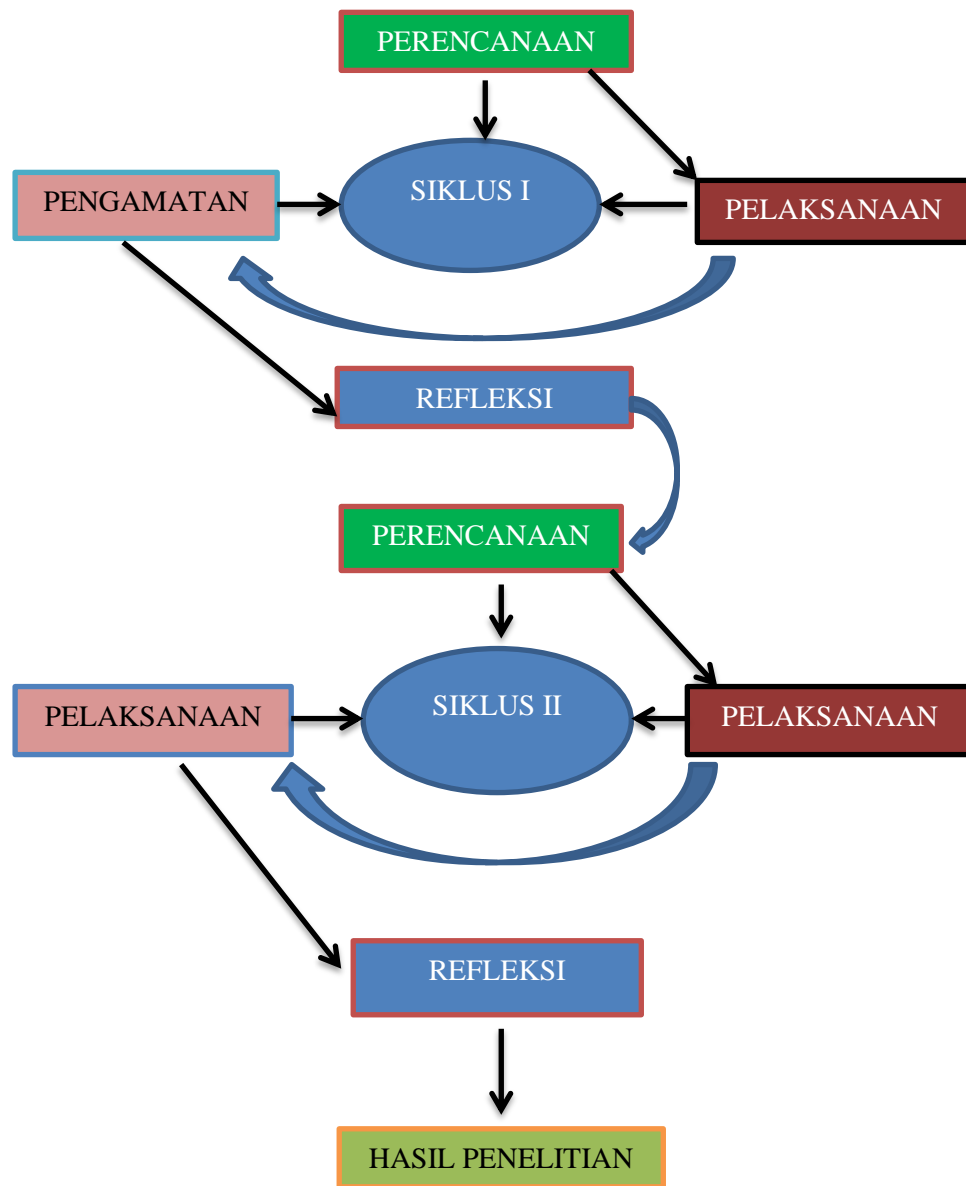 PERENCANAAN
SIKLUS I
PENGAMATAN
PELAKSANAAN
REFLEKSI
PERENCANAAN
SIKLUS II
PELAKSANAAN
PELAKSANAAN
REFLEKSI
HASIL PENELITIAN